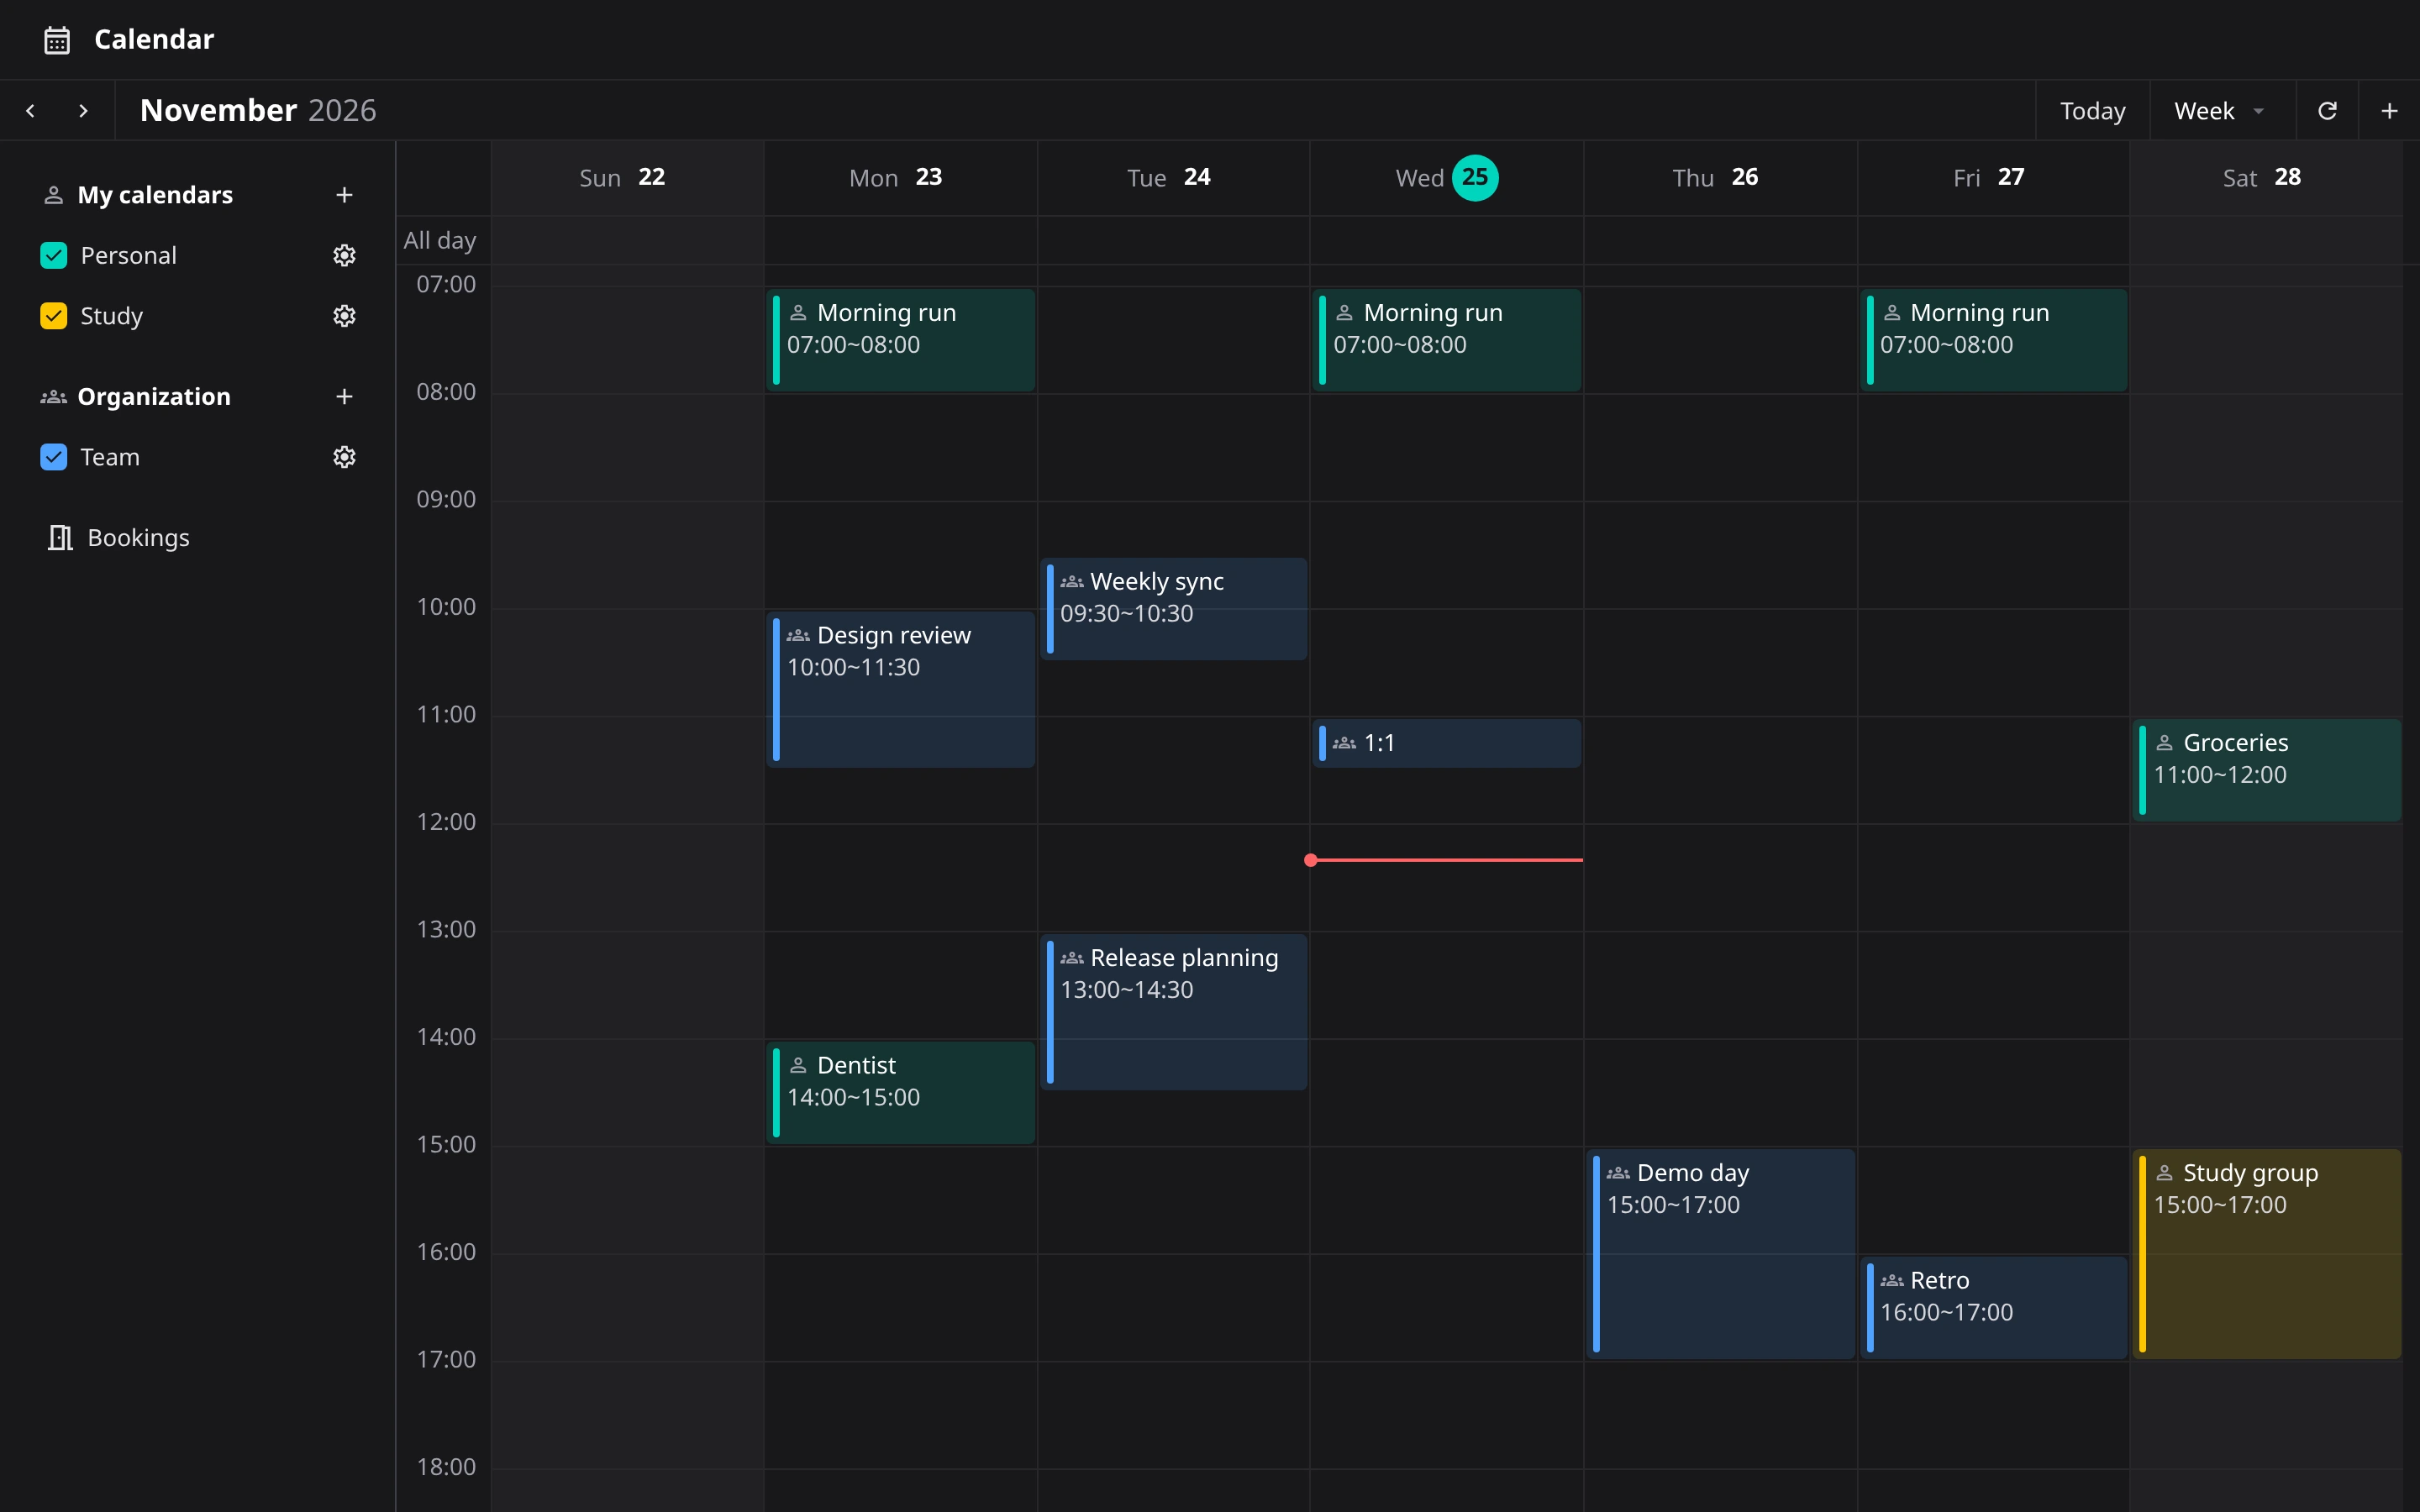 Calendar
November 2026
Today
Week
My calendars
Personal
Study
Organization
Team
Bookings
Sun 22
Mon 23
Tue 24
Wed 25
Thu 26
Fri 27
Sat 28
All day
07:00
08:00
09:00
10:00
11:00
12:00
13:00
14:00
15:00
16:00
17:00
18:00
Morning run
07:00~08:00
Design review
10:00~11:30
Dentist
14:00~15:00
Weekly sync
09:30~10:30
Release planning
13:00~14:30
Morning run
07:00~08:00
1:1
Demo day
15:00~17:00
Morning run
07:00~08:00
Retro
16:00~17:00
Groceries
11:00~12:00
Study group
15:00~17:00